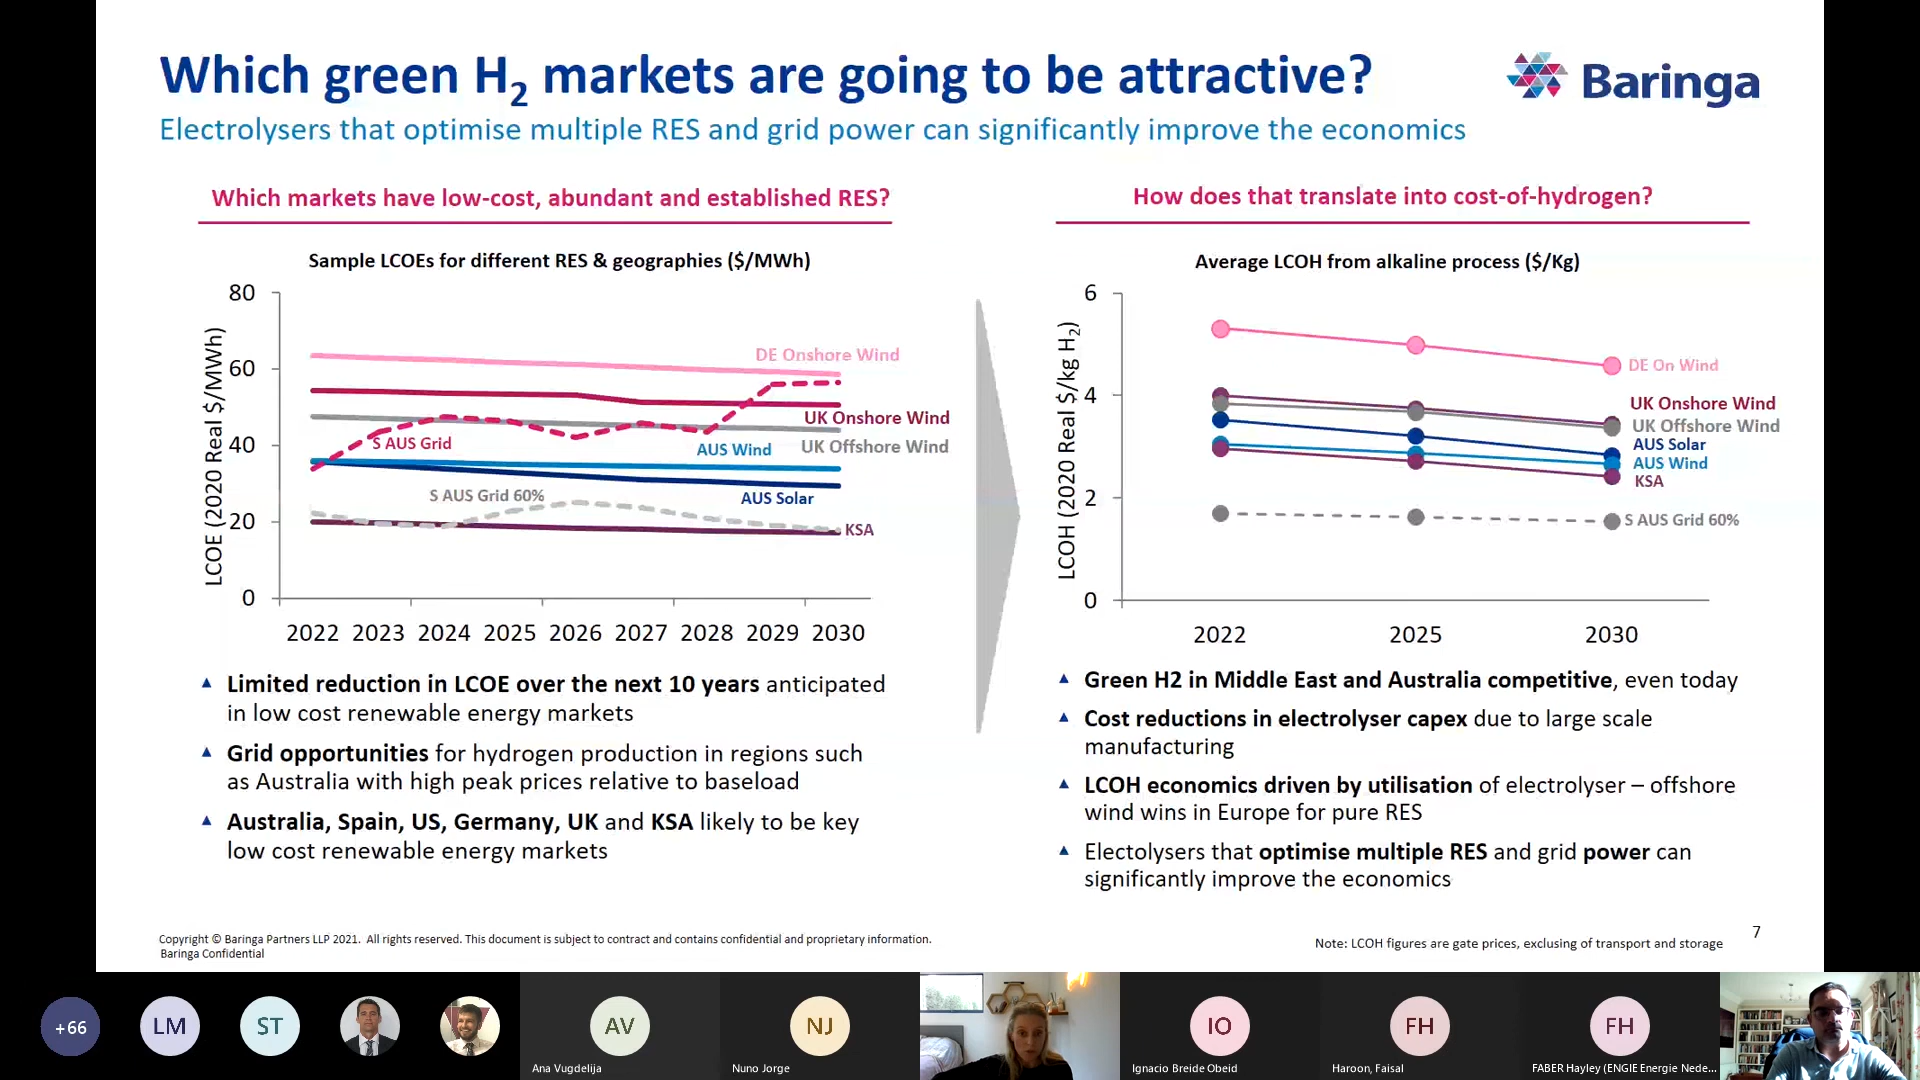 Which green H2 markets are going to be attractive?
Baringa
Electrolysers that optimise multiple RES and grid power can significantly improve the economics
Which markets have low-cost, abundant and established RES?
Sample LCOEs for different RES & geographies ($/MWh)
LCOE (2020 Real $/MWh)
80
60
40
20
0
DE Onshore Wind
UK Onshore Wind
S AUS Grid
AUS Wind
UK Offshore Wind
S AUS Grid 60%
AUS Solar
KSA
2022 2023 2024 2025 2026 2027 2028 2029 2030
Limited reduction in LCOE over the next 10 years anticipated
in low cost renewable energy markets
Grid opportunities for hydrogen production in regions such
as Australia with high peak prices relative to baseload
Australia, Spain, US, Germany, UK and KSA likely to be key
low cost renewable energy markets
How does that translate into cost-of-hydrogen?
Average LCOH from alkaline process ($/Kg)
LCOH (2020 Real $/kg H2)
6
4
2
0
DE On Wind
UK Onshore Wind
UK Offshore Wind
AUS Solar
AUS Wind
KSA
S AUS Grid 60%
2022 2025 2030
Green H2 in Middle East and Australia competitive, even today
Cost reductions in electrolyser capex due to large scale
manufacturing
LCOH economics driven by utilisation of electrolyser – offshore
wind wins in Europe for pure RES
Electolysers that optimise multiple RES and grid power can
significantly improve the economics
Copyright © Baringa Partners LLP 2021. All rights reserved. This document is subject to contract and contains confidential and proprietary information.
Baringa Confidential
Note: LCOH figures are gate prices, exclusing of transport and storage
7
+66
LM
ST
AV
NJ
IO
FH
FH
Ana Vugdelija
Nuno Jorge
Ignacio Breide Obeid
Haroon, Faisal
FABER Hayley (ENGIE Energie Nede...